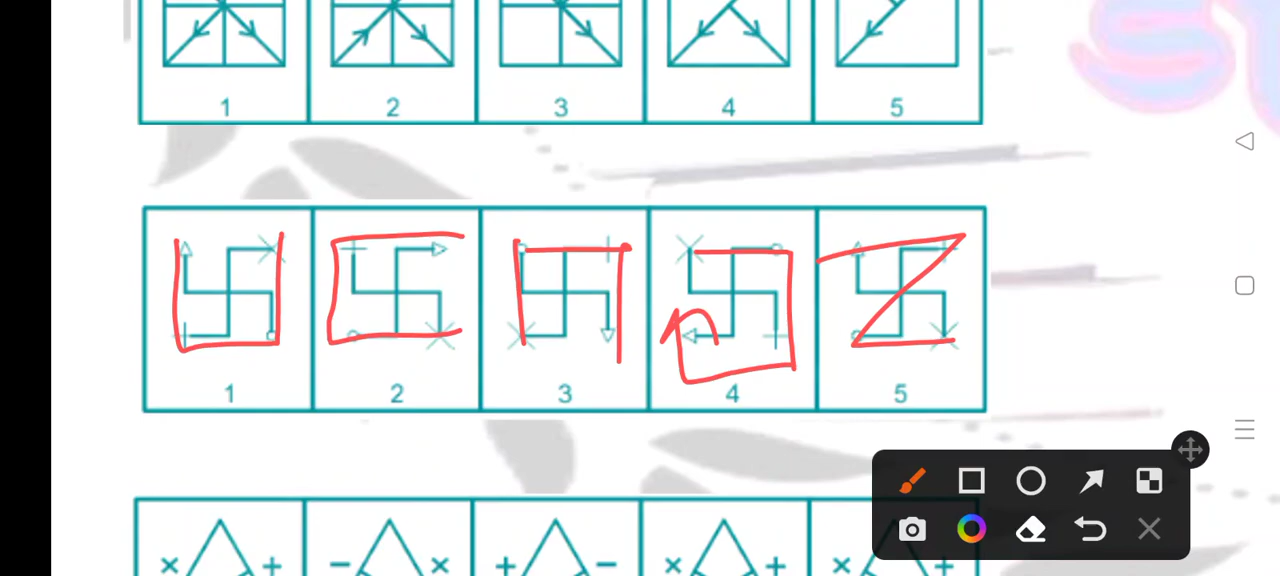 1 2 3 4 5
1 2 3 4 5
× + − × + − × + × +